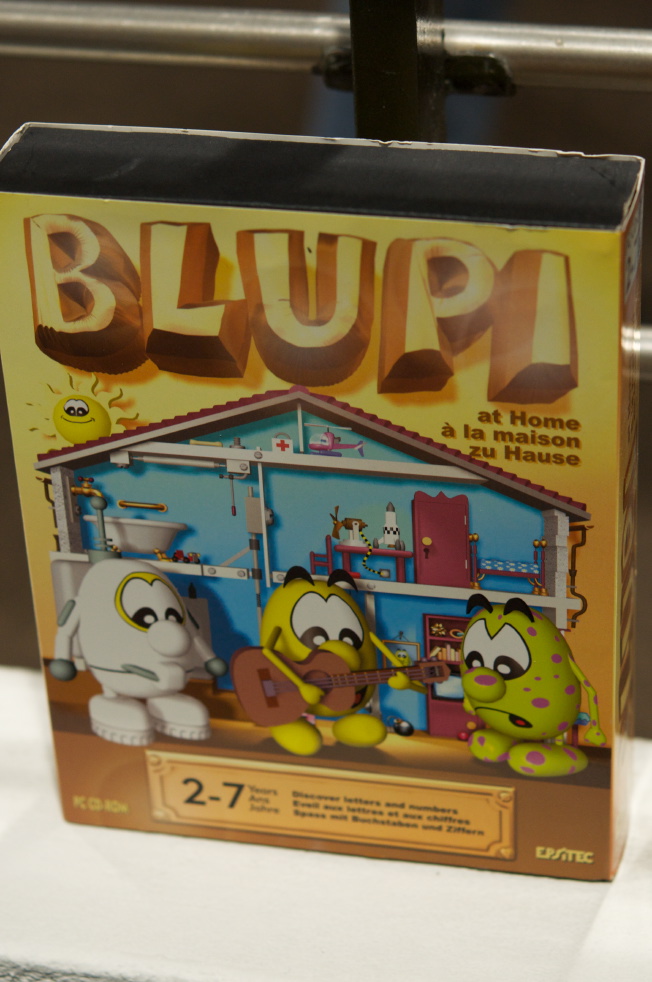 BLUPI
at Home
à la maison
zu Hause
2-7 Years
Ans
Jahre
Discover letters and numbers
Eveil aux lettres et aux chiffres
Spass mit Buchstaben und Ziffern
PC CD-ROM
EPSITEC